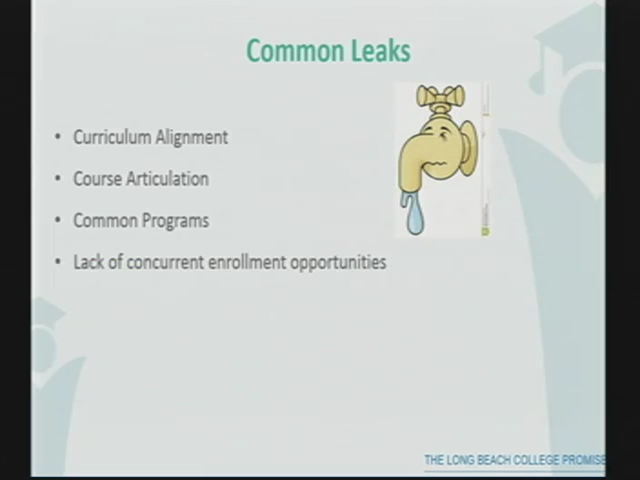 Common Leaks
• Curriculum Alignment
• Course Articulation
• Common Programs
• Lack of concurrent enrollment opportunities
THE LONG BEACH COLLEGE PROMISE